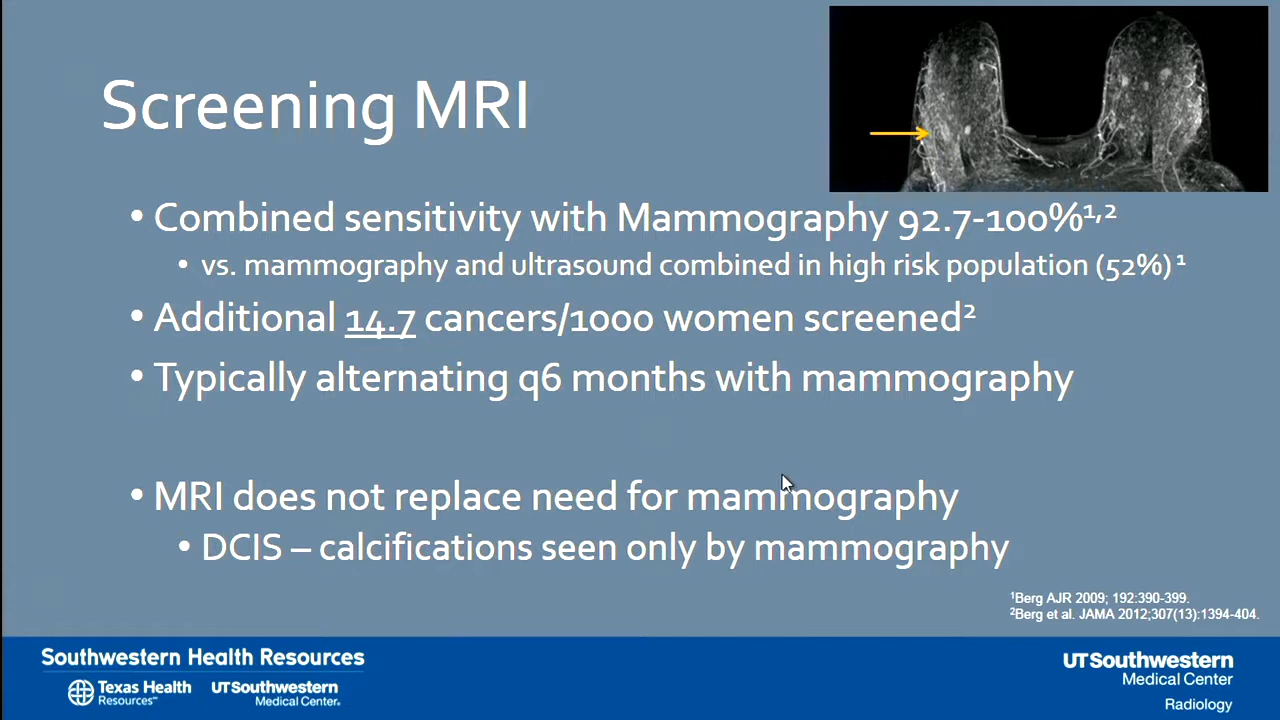 Screening MRI
• Combined sensitivity with Mammography 92.7-100%¹,²
• vs. mammography and ultrasound combined in high risk population (52%)¹
• Additional 14.7 cancers/1000 women screened²
• Typically alternating q6 months with mammography
• MRI does not replace need for mammography
• DCIS – calcifications seen only by mammography
¹Berg AJR 2009; 192:390-399.
²Berg et al. JAMA 2012;307(13):1394-404.
Southwestern Health Resources
Texas Health
Resources℠
UTSouthwestern
Medical Center®
UTSouthwestern
Medical Center
Radiology